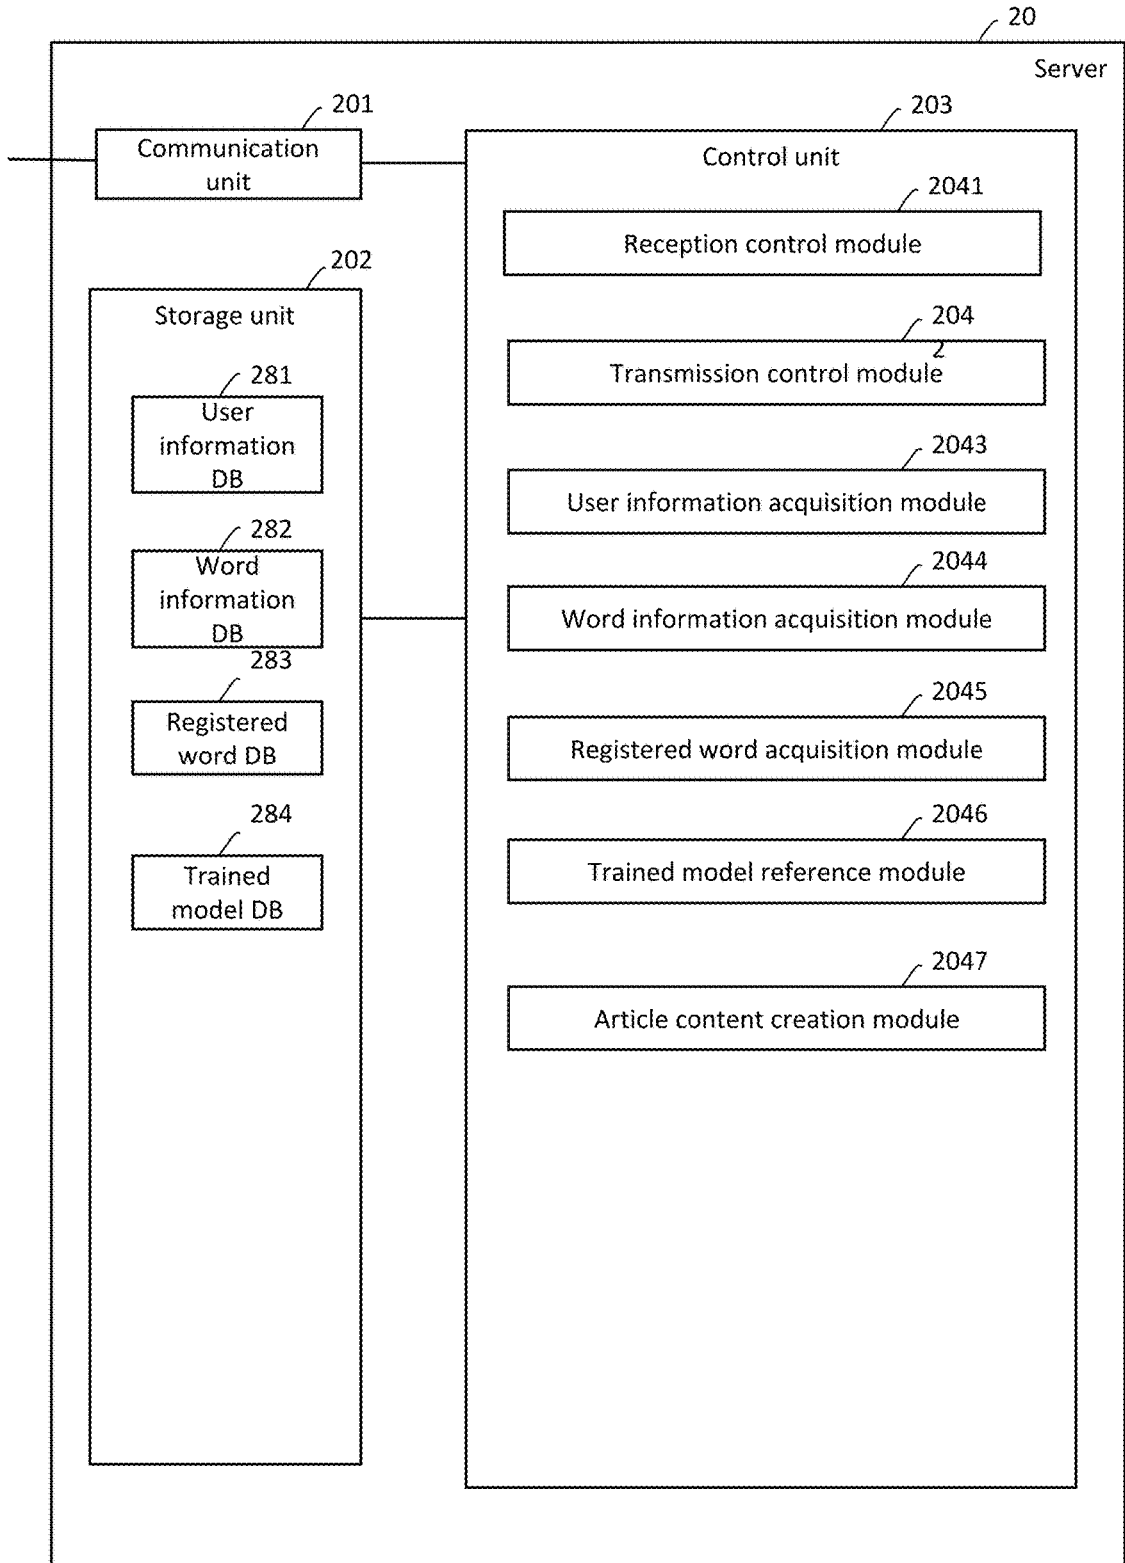 20
Server
201
Communication
unit
202
Storage unit
281
User
information
DB
282
Word
information
DB
283
Registered
word DB
284
Trained
model DB
203
Control unit
2041
Reception control module
204
2
Transmission control module
2043
User information acquisition module
2044
Word information acquisition module
2045
Registered word acquisition module
2046
Trained model reference module
2047
Article content creation module